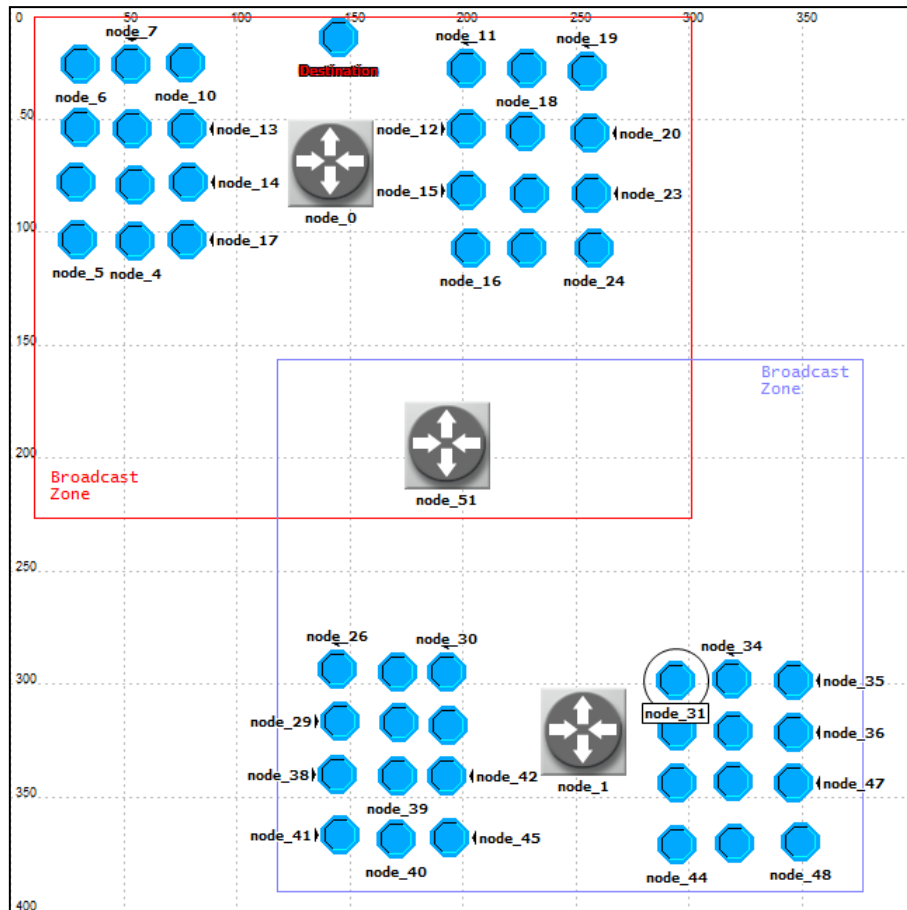 0 50 100 150 200 250 300 350
node_7
node_11
node_19
Destination
node_6
node_10
node_18
50
node_13
node_12
node_20
node_14
node_15
node_23
node_0
100
node_17
node_5
node_4
node_16
node_24
150
Broadcast
Zone
200
Broadcast
Zone
node_51
250
node_26
node_30
node_34
300
node_35
node_31
node_29
node_36
node_38
node_42
node_47
node_1
350
node_39
node_41
node_45
node_40
node_44
node_48
400